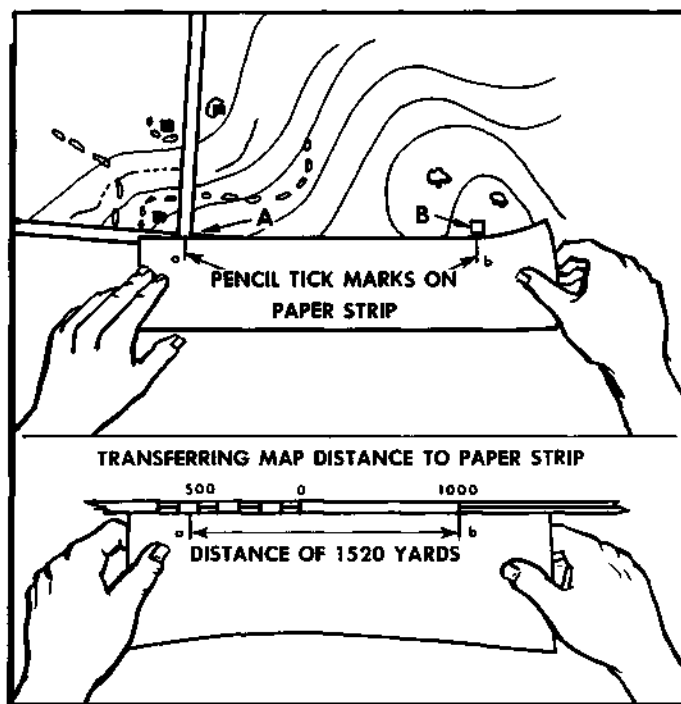 A
B
a
b
PENCIL TICK MARKS ON
PAPER STRIP
TRANSFERRING MAP DISTANCE TO PAPER STRIP
500 0 1000
a
b
DISTANCE OF 1520 YARDS